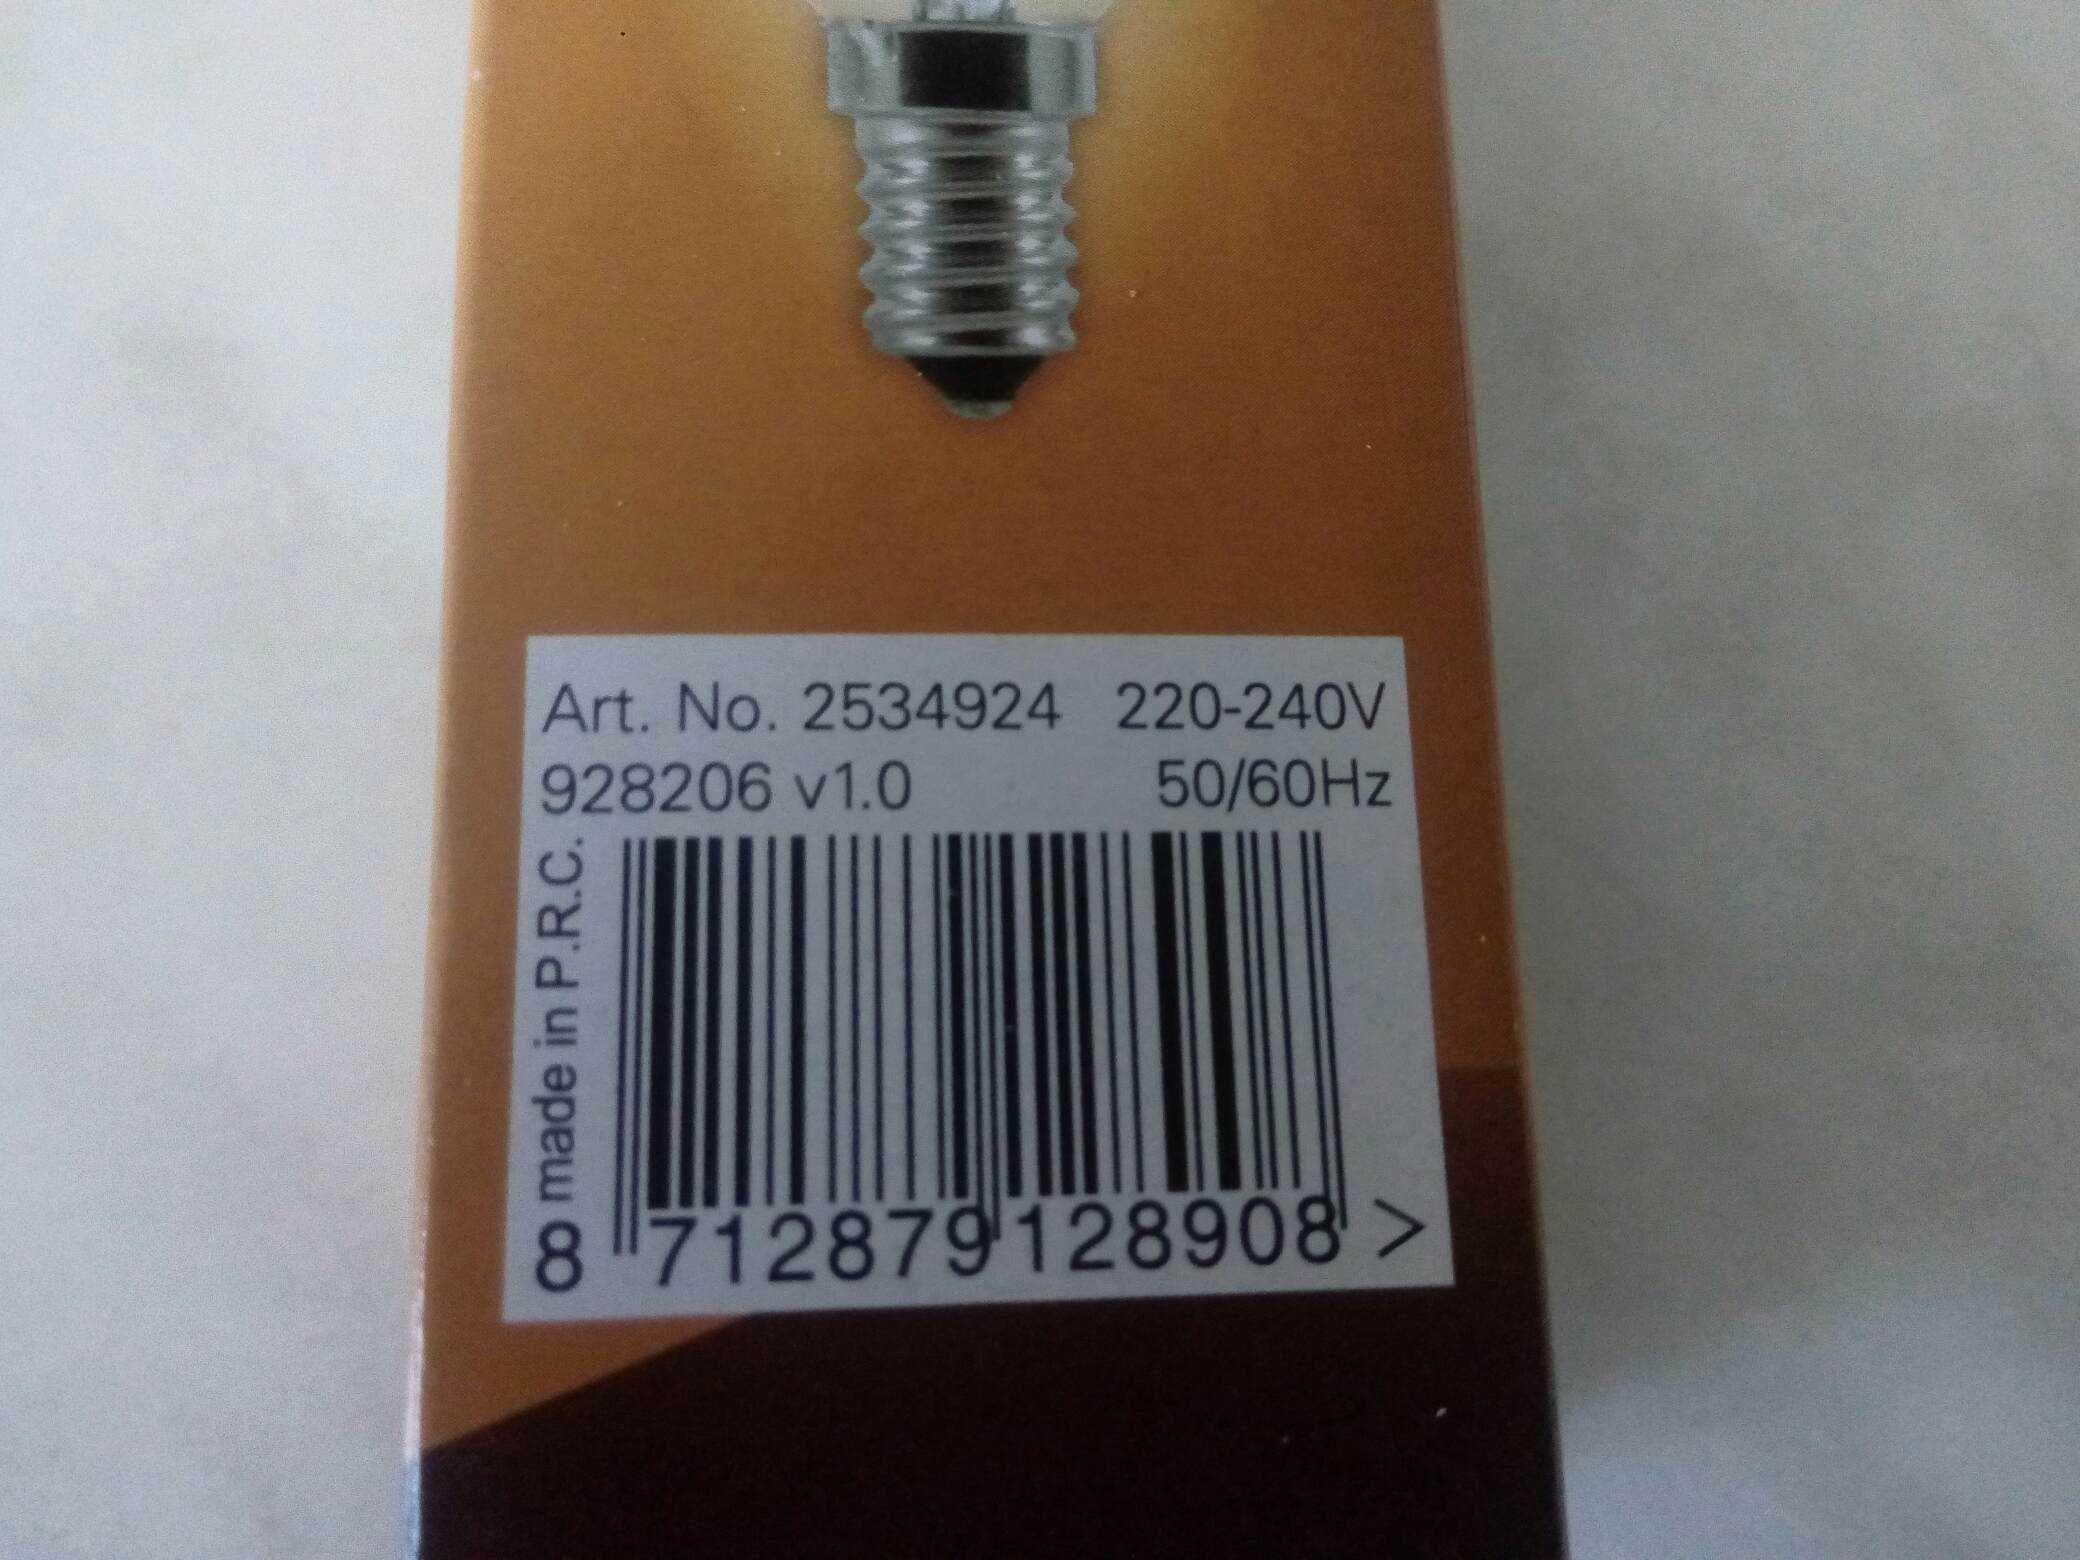 Art. No. 2534924 220-240V
928206 v1.0 50/60Hz
made in P.R.C.
8 712879 128908 >